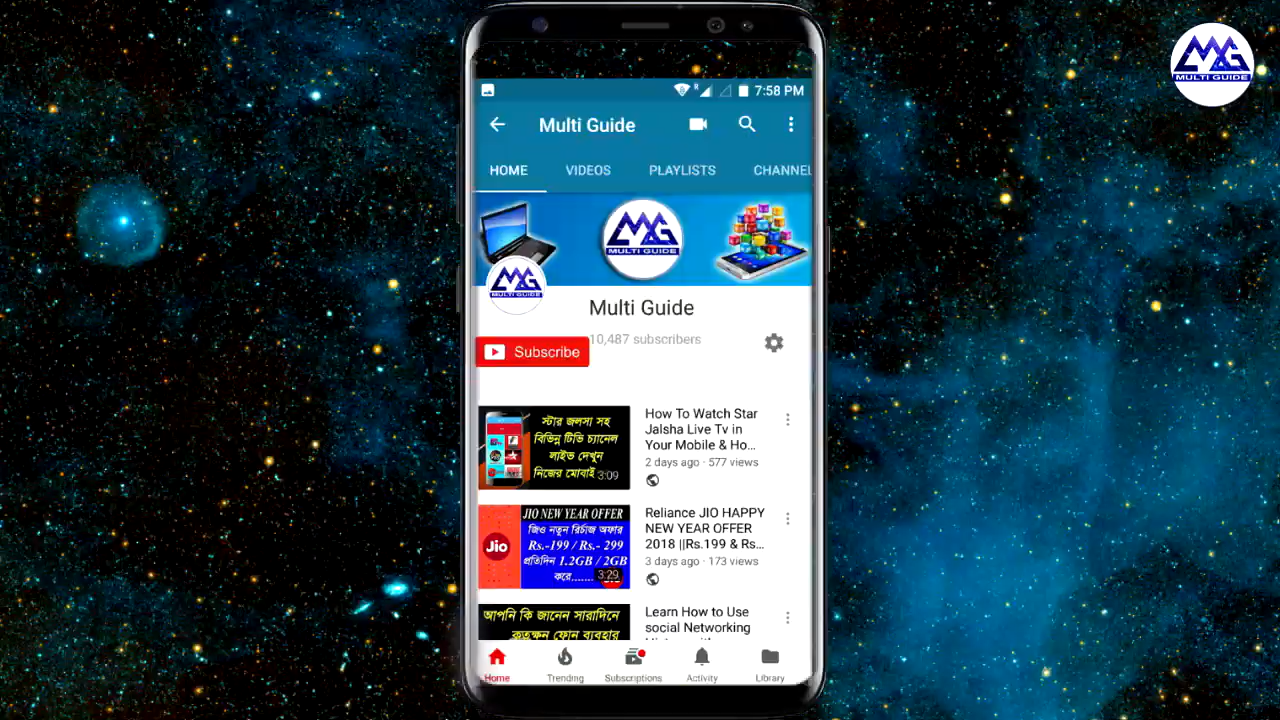 MULTI GUIDE
7:58 PM
Multi Guide
HOME VIDEOS PLAYLISTS CHANNEL
MULTI GUIDE
MULTI GUIDE
Multi Guide
10,487 subscribers
Subscribe
স্টার জলসা সহ
বিভিন্ন টিভি চ্যানেল
লাইভ দেখুন
নিজের মোবাই
3:09
How To Watch Star
Jalsha Live Tv in
Your Mobile & Ho...
2 days ago · 577 views
JIO NEW YEAR OFFER
Jio
জিও নতুন রির্চাজ অফার
Rs.-199 / Rs.- 299
প্রতিদিন 1.2GB / 2GB
করে.......
3:29
Reliance JIO HAPPY
NEW YEAR OFFER
2018 ||Rs.199 & Rs...
3 days ago · 173 views
আপনি কি জানেন সারাদিনে
কতক্ষন ফোন ব্যবহার
Learn How to Use
social Networking
Home Trending Subscriptions Activity Library